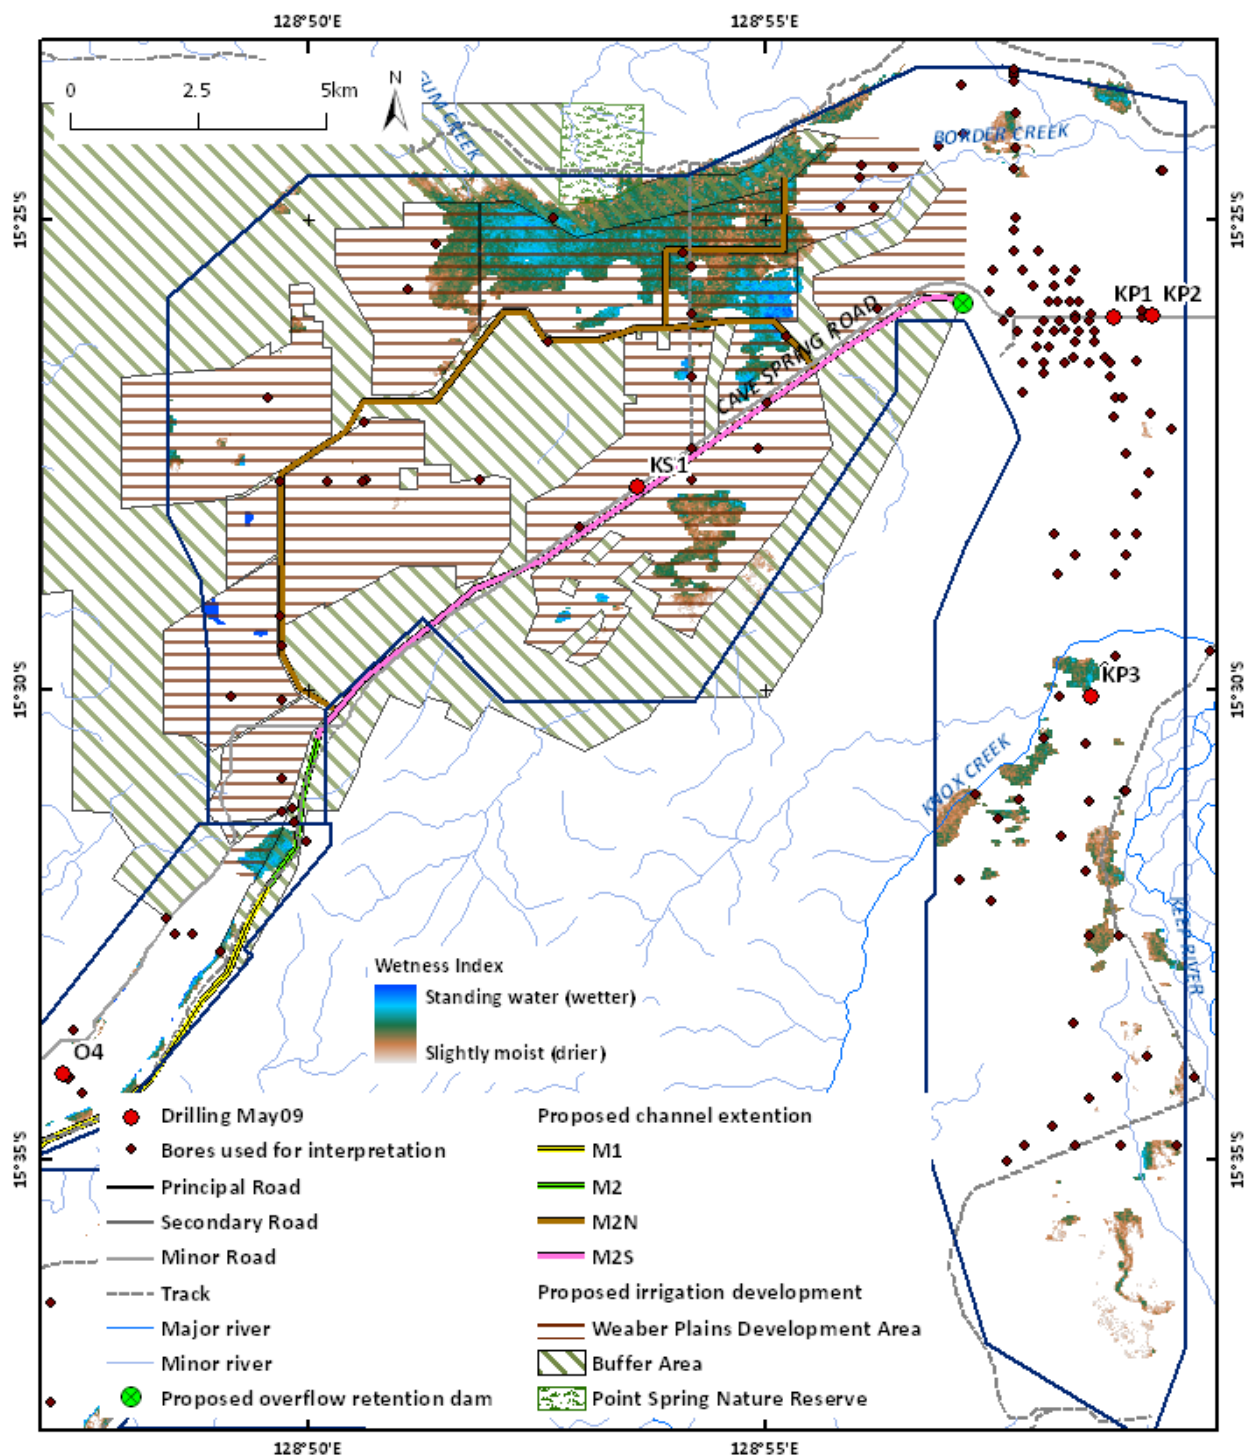 128°50'E
128°55'E
0
2.5
5km
N
GUM CREEK
BORDER CREEK
15°25'S
15°25'S
KP1
KP2
CAVE SPRING ROAD
KS1
15°30'S
15°30'S
KP3
KNOX CREEK
KEEP RIVER
Wetness Index
Standing water (wetter)
Slightly moist (drier)
O4
Drilling May09
Bores used for interpretation
Principal Road
Secondary Road
Minor Road
Track
Major river
Minor river
Proposed overflow retention dam
Proposed channel extention
M1
M2
M2N
M2S
Proposed irrigation development
Weaber Plains Development Area
Buffer Area
Point Spring Nature Reserve
15°35'S
15°35'S
128°50'E
128°55'E